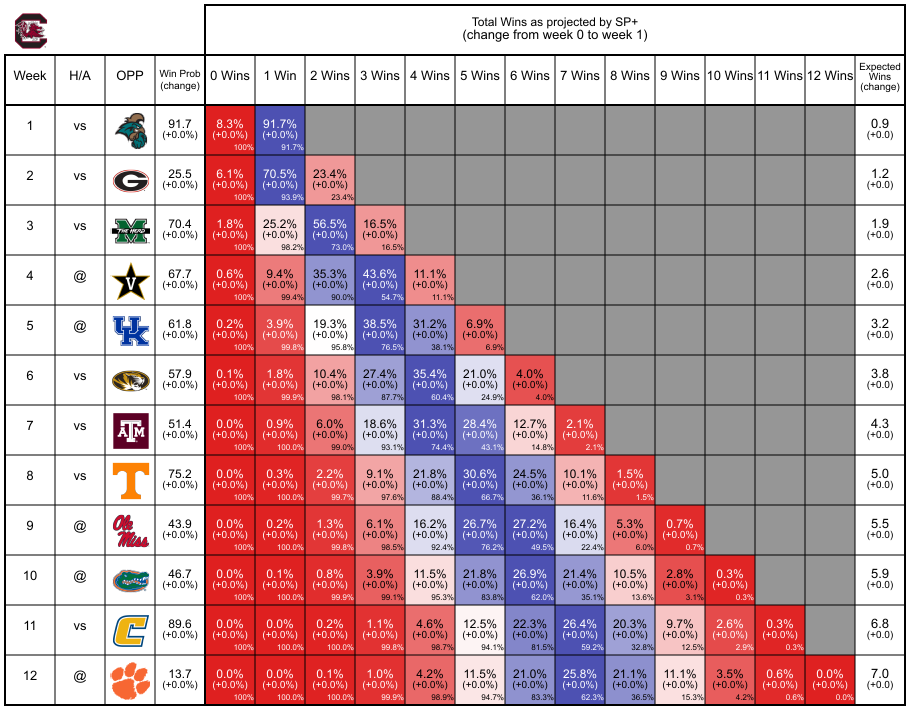 Total Wins as projected by SP+
(change from week 0 to week 1)
Week H/A OPP Win Prob (change) 0 Wins 1 Win 2 Wins 3 Wins 4 Wins 5 Wins 6 Wins 7 Wins 8 Wins 9 Wins 10 Wins 11 Wins 12 Wins Expected Wins (change)
1 vs 91.7 8.3% 91.7% 0.9
(+0.0%) (+0.0%) (+0.0%) (+0.0)
100% 91.7%
2 vs G 25.5 6.1% 70.5% 23.4% 1.2
(+0.0%) (+0.0%) (+0.0%) (+0.0%) (+0.0)
100% 93.9% 23.4%
3 vs M THE HERD 70.4 1.8% 25.2% 56.5% 16.5% 1.9
(+0.0%) (+0.0%) (+0.0%) (+0.0%) (+0.0%) (+0.0)
100% 98.2% 73.0% 16.5%
4 @ V 67.7 0.6% 9.4% 35.3% 43.6% 11.1% 2.6
(+0.0%) (+0.0%) (+0.0%) (+0.0%) (+0.0%) (+0.0%) (+0.0)
100% 99.4% 90.0% 54.7% 11.1%
5 @ UK 61.8 0.2% 3.9% 19.3% 38.5% 31.2% 6.9% 3.2
(+0.0%) (+0.0%) (+0.0%) (+0.0%) (+0.0%) (+0.0%) (+0.0%) (+0.0)
100% 99.8% 95.8% 76.5% 38.1% 6.9%
6 vs 57.9 0.1% 1.8% 10.4% 27.4% 35.4% 21.0% 4.0% 3.8
(+0.0%) (+0.0%) (+0.0%) (+0.0%) (+0.0%) (+0.0%) (+0.0%) (+0.0%) (+0.0)
100% 99.9% 98.1% 87.7% 60.4% 24.9% 4.0%
7 vs ATM 51.4 0.0% 0.9% 6.0% 18.6% 31.3% 28.4% 12.7% 2.1% 4.3
(+0.0%) (+0.0%) (+0.0%) (+0.0%) (+0.0%) (+0.0%) (+0.0%) (+0.0%) (+0.0%) (+0.0)
100% 100.0% 99.0% 93.1% 74.4% 43.1% 14.8% 2.1%
8 vs T 75.2 0.0% 0.3% 2.2% 9.1% 21.8% 30.6% 24.5% 10.1% 1.5% 5.0
(+0.0%) (+0.0%) (+0.0%) (+0.0%) (+0.0%) (+0.0%) (+0.0%) (+0.0%) (+0.0%) (+0.0%) (+0.0)
100% 100.0% 99.7% 97.6% 88.4% 66.7% 36.1% 11.6% 1.5%
9 @ Ole Miss 43.9 0.0% 0.2% 1.3% 6.1% 16.2% 26.7% 27.2% 16.4% 5.3% 0.7% 5.5
(+0.0%) (+0.0%) (+0.0%) (+0.0%) (+0.0%) (+0.0%) (+0.0%) (+0.0%) (+0.0%) (+0.0%) (+0.0%) (+0.0)
100% 100.0% 99.8% 98.5% 92.4% 76.2% 49.5% 22.4% 6.0% 0.7%
10 @ 46.7 0.0% 0.1% 0.8% 3.9% 11.5% 21.8% 26.9% 21.4% 10.5% 2.8% 0.3% 5.9
(+0.0%) (+0.0%) (+0.0%) (+0.0%) (+0.0%) (+0.0%) (+0.0%) (+0.0%) (+0.0%) (+0.0%) (+0.0%) (+0.0%) (+0.0)
100% 100.0% 99.9% 99.1% 95.3% 83.8% 62.0% 35.1% 13.6% 3.1% 0.3%
11 vs C 89.6 0.0% 0.0% 0.2% 1.1% 4.6% 12.5% 22.3% 26.4% 20.3% 9.7% 2.6% 0.3% 6.8
(+0.0%) (+0.0%) (+0.0%) (+0.0%) (+0.0%) (+0.0%) (+0.0%) (+0.0%) (+0.0%) (+0.0%) (+0.0%) (+0.0%) (+0.0%) (+0.0)
100% 100.0% 100.0% 99.8% 98.7% 94.1% 81.5% 59.2% 32.8% 12.5% 2.9% 0.3%
12 @ 13.7 0.0% 0.0% 0.1% 1.0% 4.2% 11.5% 21.0% 25.8% 21.1% 11.1% 3.5% 0.6% 0.0% 7.0
(+0.0%) (+0.0%) (+0.0%) (+0.0%) (+0.0%) (+0.0%) (+0.0%) (+0.0%) (+0.0%) (+0.0%) (+0.0%) (+0.0%) (+0.0%) (+0.0%) (+0.0)
100% 100.0% 100.0% 99.9% 98.9% 94.7% 83.3% 62.3% 36.5% 15.3% 4.2% 0.6% 0.0%